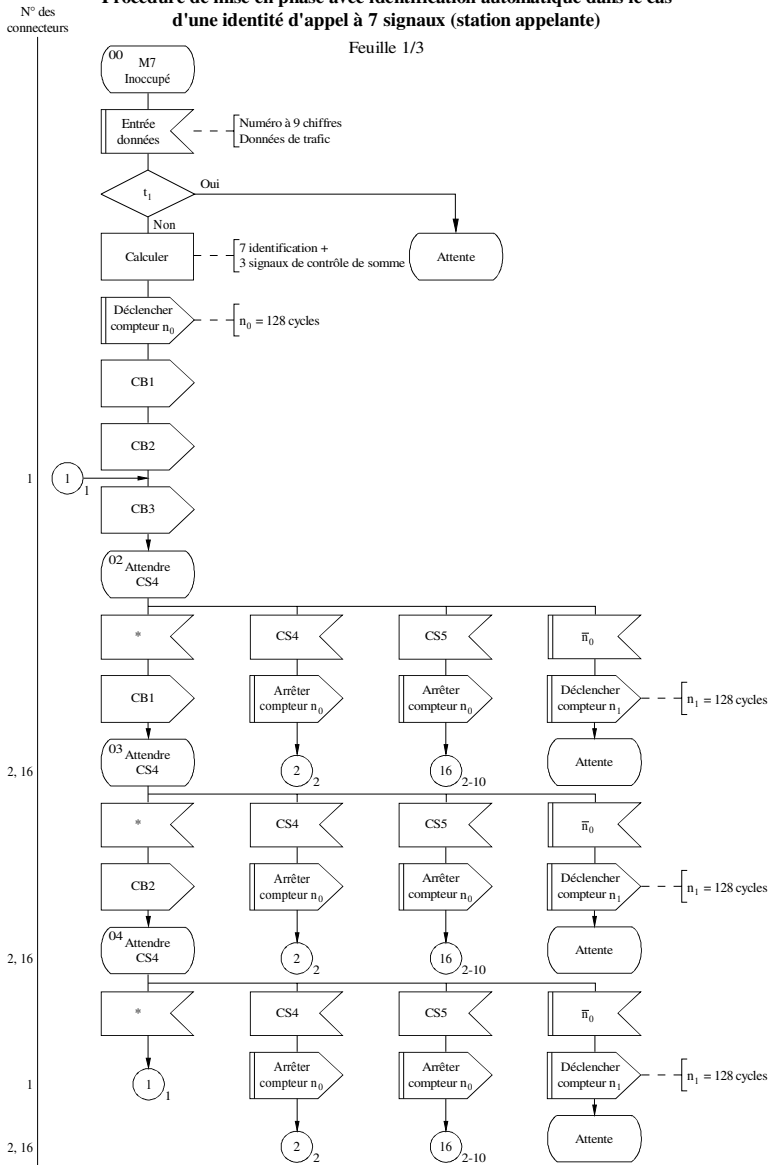 Procédure de mise en phase avec identification automatique dans le cas
d'une identité d'appel à 7 signaux (station appelante)
N° des
connecteurs
Feuille 1/3
00
M7
Inoccupé
Entrée
données
Numéro à 9 chiffres
Données de trafic
t1
Oui
Non
Calculer
7 identification +
3 signaux de contrôle de somme
Attente
Déclencher
compteur n0
n0 = 128 cycles
CB1
CB2
1
1
1
CB3
02
Attendre
CS4
*
CS4
CS5
n̅0
CB1
Arrêter
compteur n0
Arrêter
compteur n0
Déclencher
compteur n1
n1 = 128 cycles
03
Attendre
CS4
2, 16
2
2
16
2-10
Attente
*
CS4
CS5
n̅0
CB2
Arrêter
compteur n0
Arrêter
compteur n0
Déclencher
compteur n1
n1 = 128 cycles
04
Attendre
CS4
2, 16
2
2
16
2-10
Attente
*
CS4
CS5
n̅0
1
1
1
Arrêter
compteur n0
Arrêter
compteur n0
Déclencher
compteur n1
n1 = 128 cycles
2, 16
2
2
16
2-10
Attente